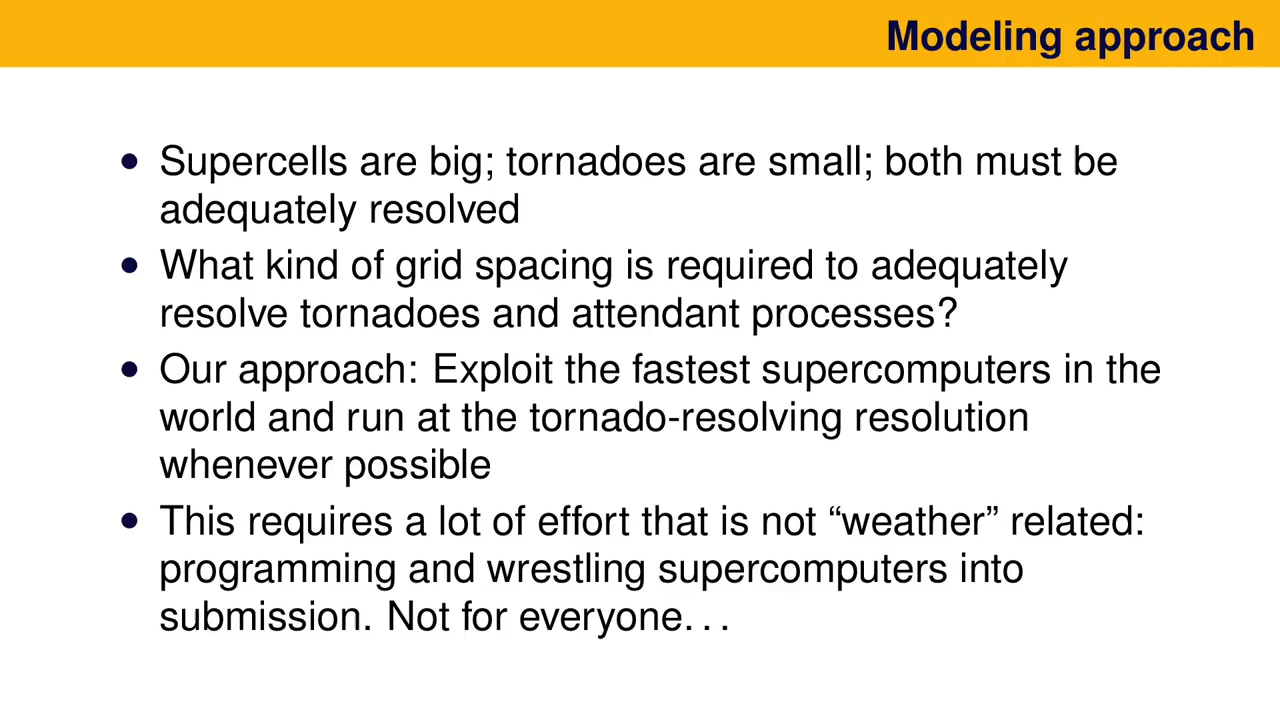 Modeling approach
• Supercells are big; tornadoes are small; both must be
adequately resolved
• What kind of grid spacing is required to adequately
resolve tornadoes and attendant processes?
• Our approach: Exploit the fastest supercomputers in the
world and run at the tornado-resolving resolution
whenever possible
• This requires a lot of effort that is not “weather” related:
programming and wrestling supercomputers into
submission. Not for everyone. . .